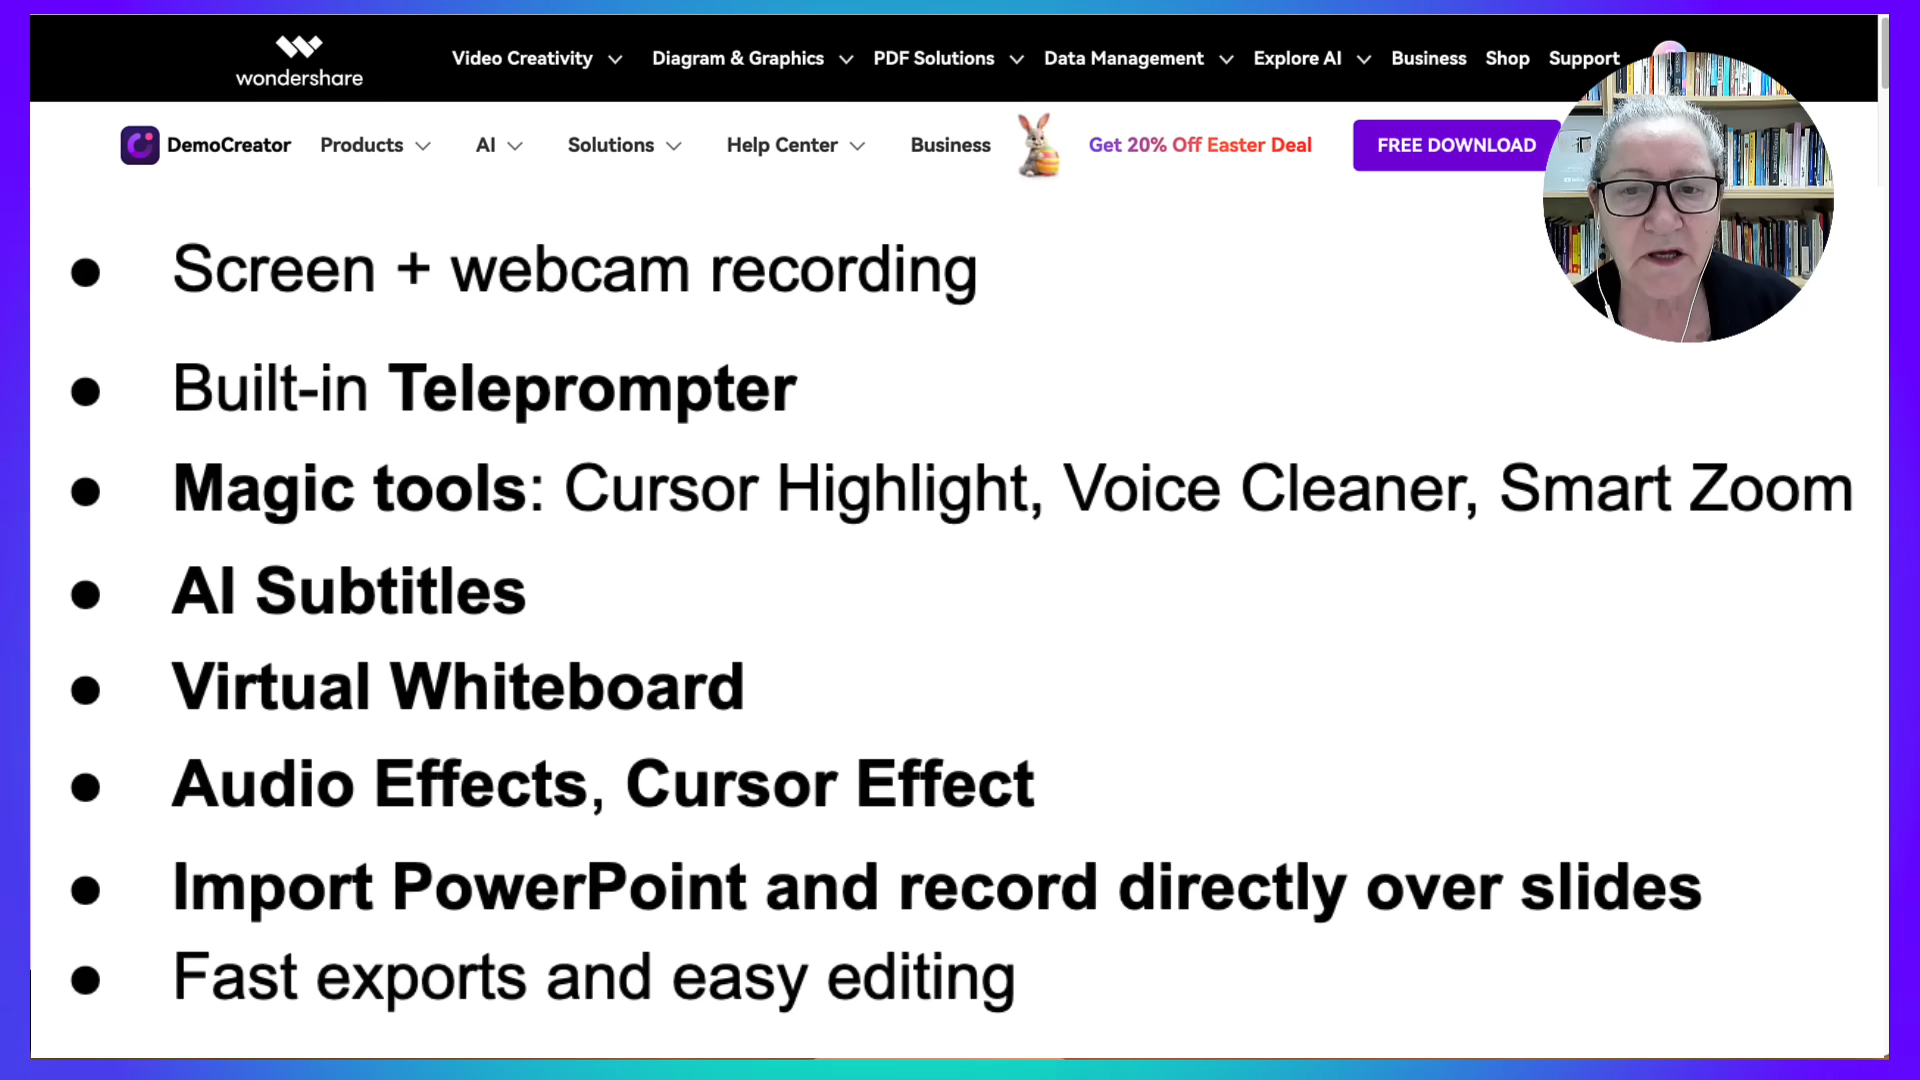 wondershare
Video Creativity Diagram & Graphics PDF Solutions Data Management Explore AI Business Shop Support
DemoCreator Products AI Solutions Help Center Business Get 20% Off Easter Deal FREE DOWNLOAD
● Screen + webcam recording
● Built-in Teleprompter
● Magic tools: Cursor Highlight, Voice Cleaner, Smart Zoom
● AI Subtitles
● Virtual Whiteboard
● Audio Effects, Cursor Effect
● Import PowerPoint and record directly over slides
● Fast exports and easy editing